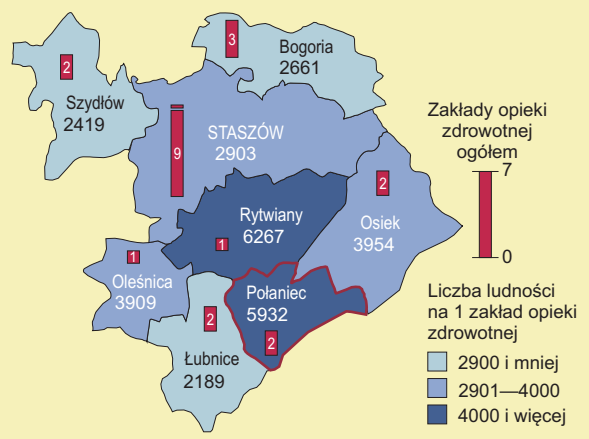 3
Bogoria
2661
2
Szydłów
2419
9
STASZÓW
2903
2
Osiek
3954
Rytwiany
1
6267
1
Oleśnica
3909
Połaniec
5932
2
2
Łubnice
2189
Zakłady opieki
zdrowotnej
ogółem
7
0
Liczba ludności
na 1 zakład opieki
zdrowotnej
2900 i mniej
2901—4000
4000 i więcej